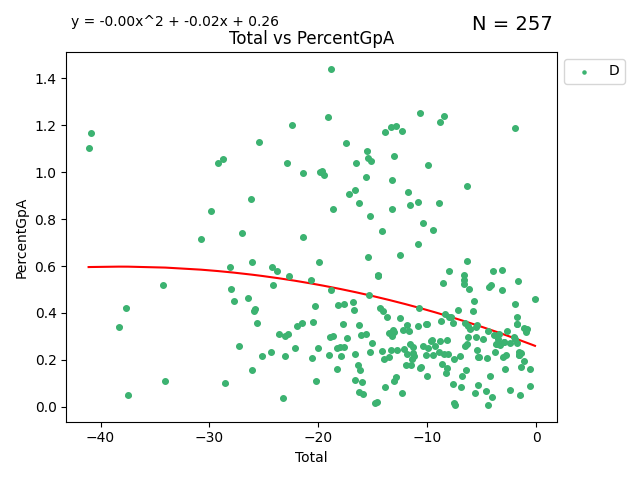 y = -0.00x^2 + -0.02x + 0.26
N = 257
Total vs PercentGpA
D
PercentGpA
1.4
1.2
1.0
0.8
0.6
0.4
0.2
0.0
−40 −30 −20 −10 0
Total